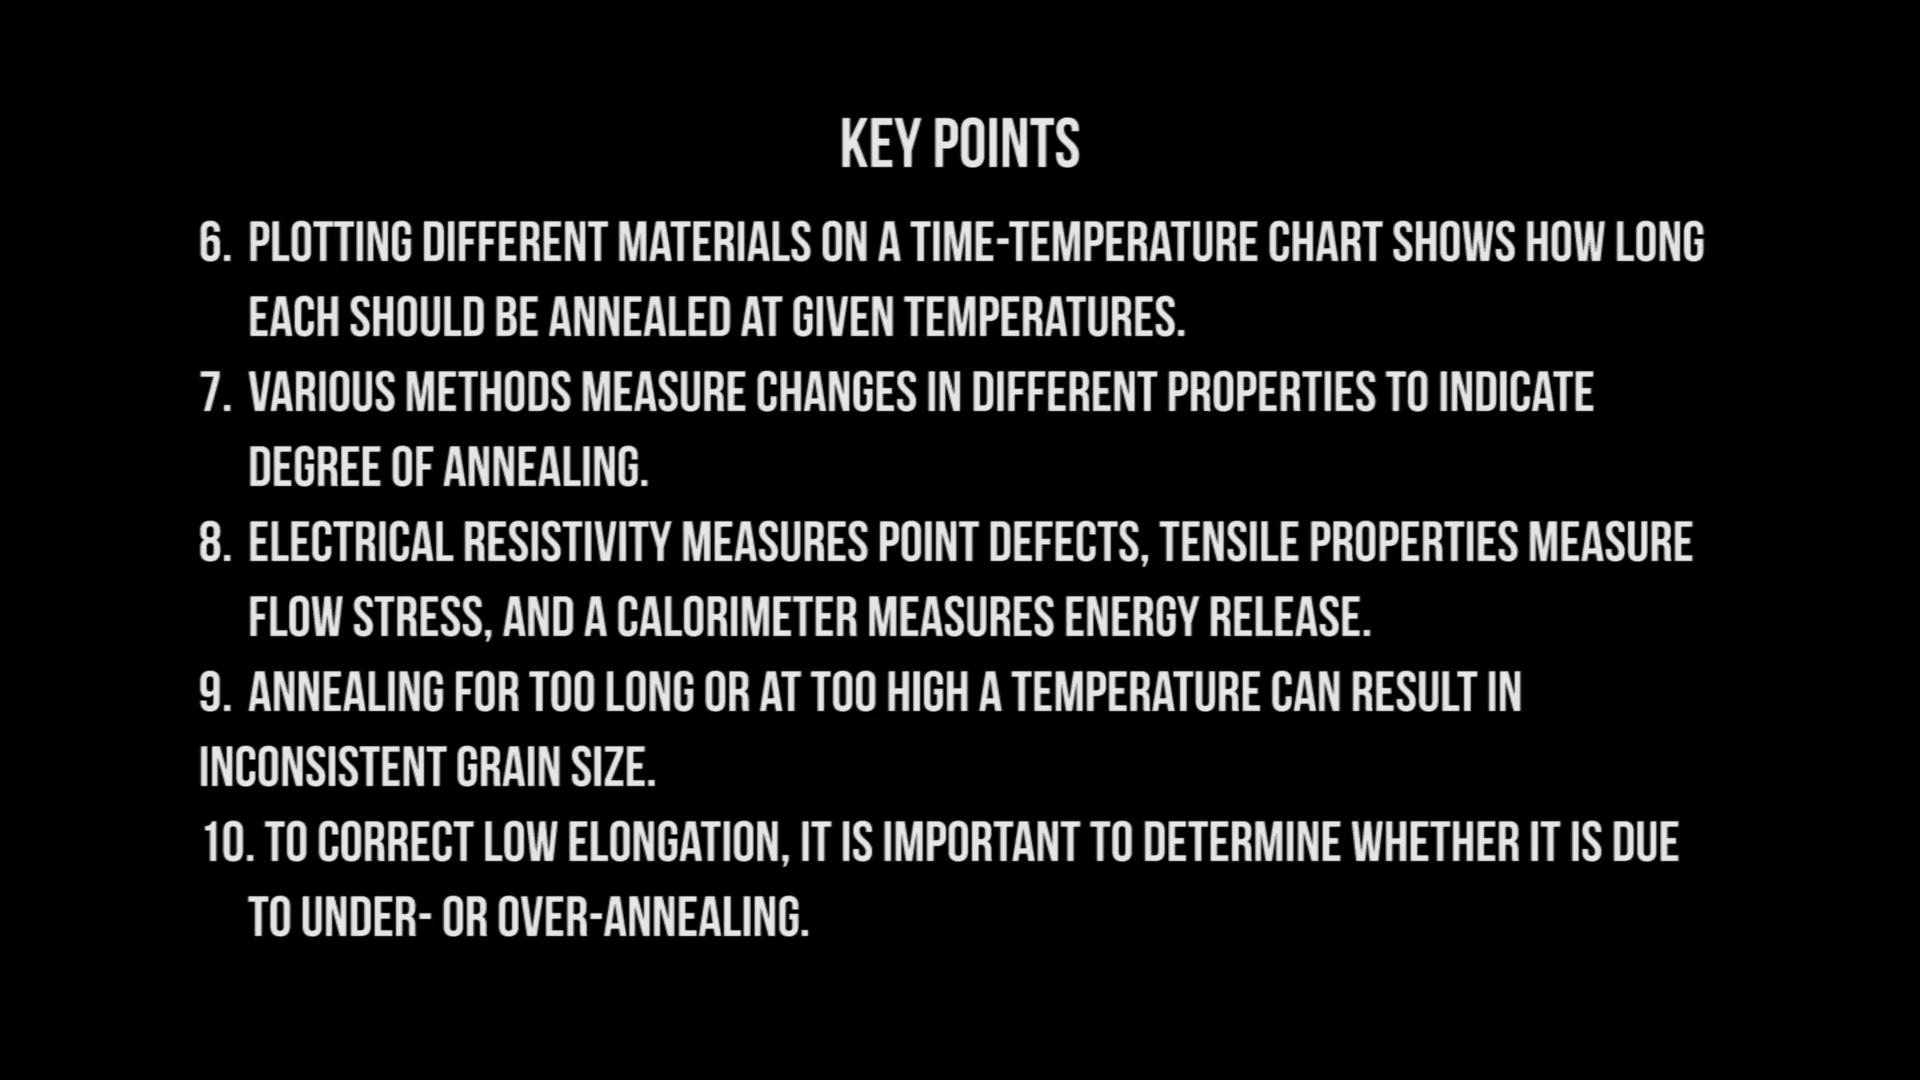 KEY POINTS
6. PLOTTING DIFFERENT MATERIALS ON A TIME-TEMPERATURE CHART SHOWS HOW LONG
EACH SHOULD BE ANNEALED AT GIVEN TEMPERATURES.
7. VARIOUS METHODS MEASURE CHANGES IN DIFFERENT PROPERTIES TO INDICATE
DEGREE OF ANNEALING.
8. ELECTRICAL RESISTIVITY MEASURES POINT DEFECTS, TENSILE PROPERTIES MEASURE
FLOW STRESS, AND A CALORIMETER MEASURES ENERGY RELEASE.
9. ANNEALING FOR TOO LONG OR AT TOO HIGH A TEMPERATURE CAN RESULT IN
INCONSISTENT GRAIN SIZE.
10. TO CORRECT LOW ELONGATION, IT IS IMPORTANT TO DETERMINE WHETHER IT IS DUE
TO UNDER- OR OVER-ANNEALING.